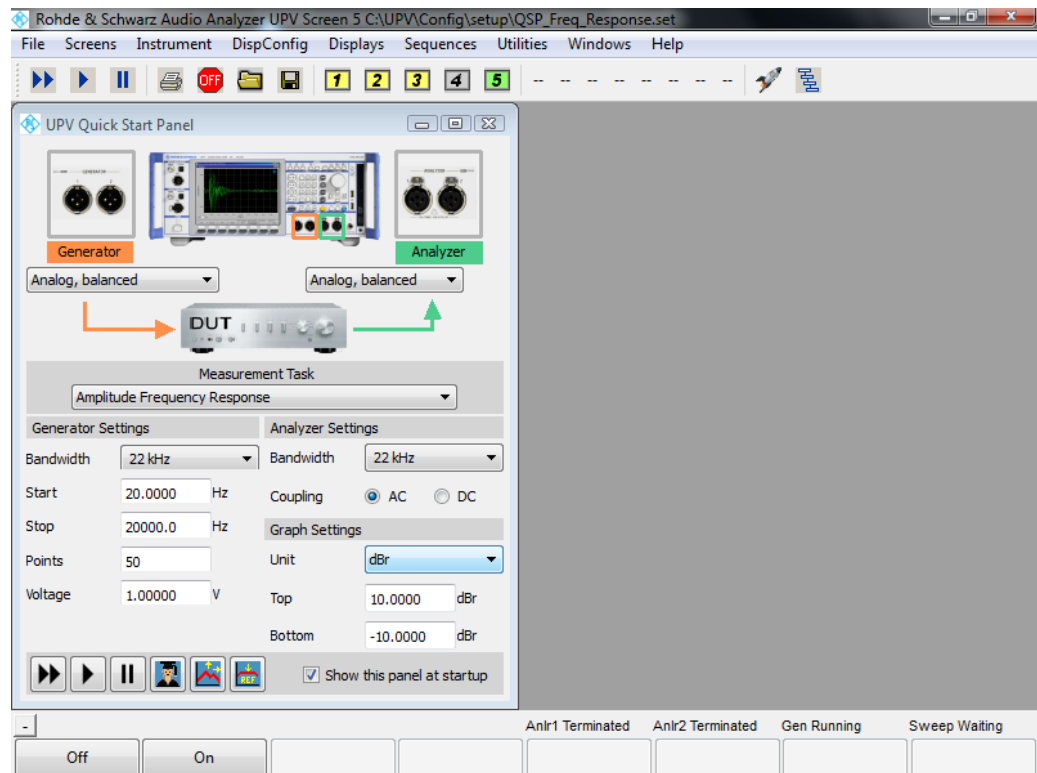 Rohde & Schwarz Audio Analyzer UPV Screen 5 C:\UPV\Config\setup\QSP_Freq_Response.set
File Screens Instrument DispConfig Displays Sequences Utilities Windows Help
OFF 1 2 3 4 5 -- -- -- -- -- -- -- --
UPV Quick Start Panel
GENERATOR
Generator Analyzer
Analog, balanced Analog, balanced
DUT
Measurement Task
Amplitude Frequency Response
Generator Settings Analyzer Settings
Bandwidth 22 kHz Bandwidth 22 kHz
Start 20.0000 Hz Coupling AC DC
Stop 20000.0 Hz Graph Settings
Points 50 Unit dBr
Voltage 1.00000 V Top 10.0000 dBr
Bottom -10.0000 dBr
REF Show this panel at startup
- Anlr1 Terminated Anlr2 Terminated Gen Running Sweep Waiting
Off On